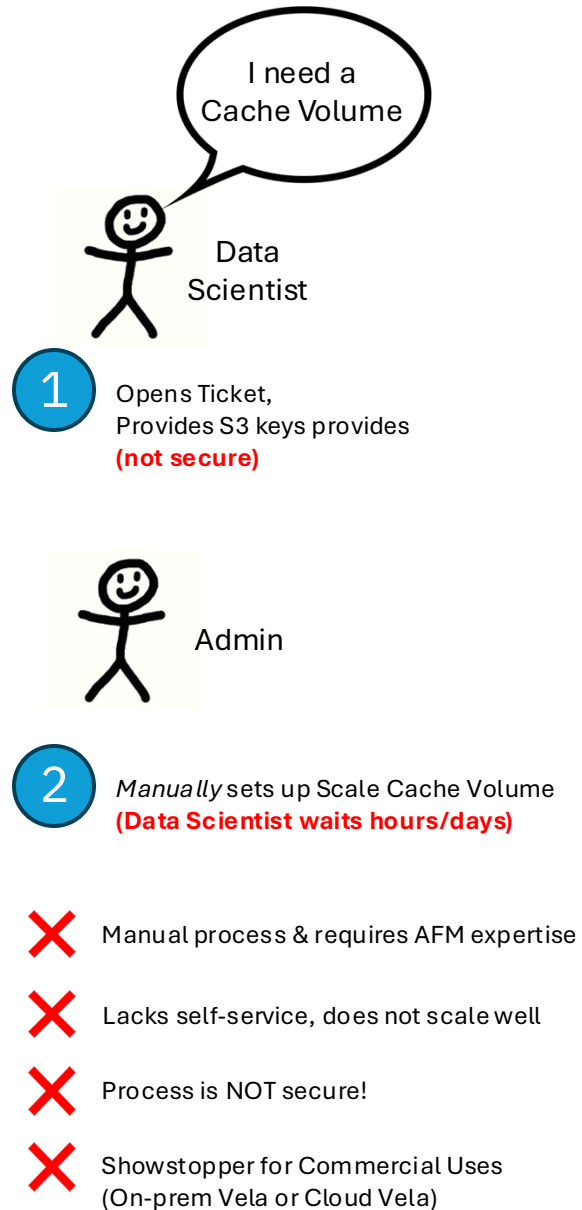 I need a
Cache Volume
Data
Scientist
1
Opens Ticket,
Provides S3 keys provides
(not secure)
Admin
2
Manually sets up Scale Cache Volume
(Data Scientist waits hours/days)
Manual process & requires AFM expertise
Lacks self-service, does not scale well
Process is NOT secure!
Showstopper for Commercial Uses
(On-prem Vela or Cloud Vela)